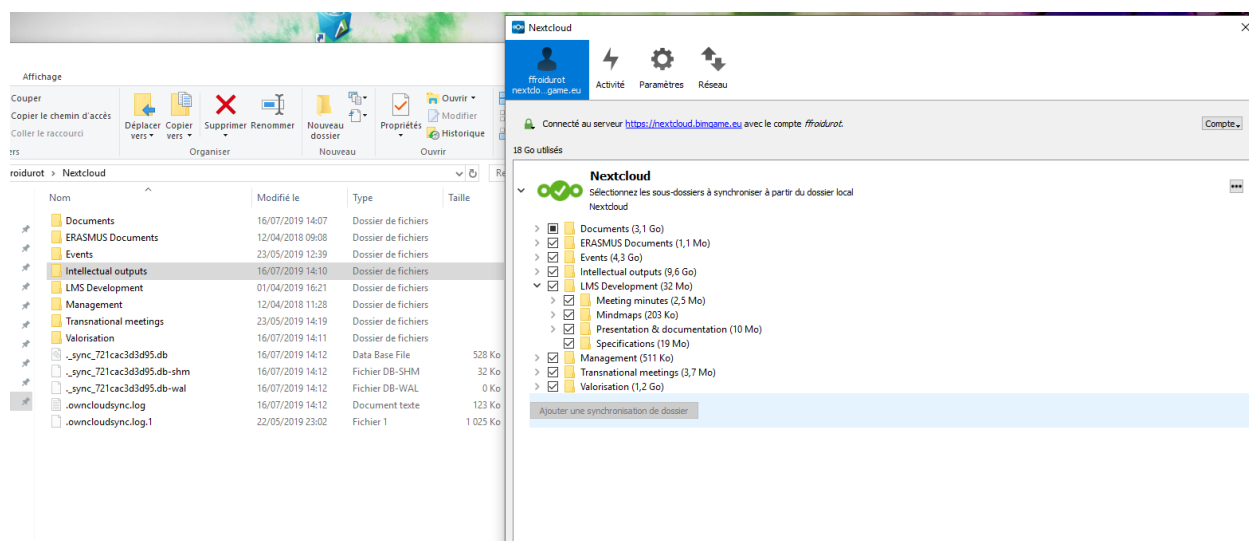 Affichage
Couper
Copier le chemin d'accès
Coller le raccourci
Déplacer vers
Copier vers
Supprimer
Renommer
Nouveau dossier
Propriétés
Ouvrir
Modifier
Historique
Organiser
Nouveau
Ouvrir
Nextcloud
Nom
Modifié le
Type
Taille
Documents 16/07/2019 14:07 Dossier de fichiers
ERASMUS Documents 12/04/2018 09:08 Dossier de fichiers
Events 23/05/2019 12:39 Dossier de fichiers
Intellectual outputs 16/07/2019 14:10 Dossier de fichiers
LMS Development 01/04/2019 16:21 Dossier de fichiers
Management 12/04/2018 11:28 Dossier de fichiers
Transnational meetings 23/05/2019 14:19 Dossier de fichiers
Valorisation 16/07/2019 14:11 Dossier de fichiers
._sync_721cac3d3d95.db 16/07/2019 14:12 Data Base File 528 Ko
._sync_721cac3d3d95.db-shm 16/07/2019 14:12 Fichier DB-SHM 32 Ko
._sync_721cac3d3d95.db-wal 16/07/2019 14:12 Fichier DB-WAL 0 Ko
.owncloudsync.log 16/07/2019 14:12 Document texte 123 Ko
.owncloudsync.log.1 22/05/2019 23:02 Fichier 1 1 025 Ko
Nextcloud
ffroidurot
nextclo...game.eu
Activité
Paramètres
Réseau
Connecté au serveur https://nextcloud.bimgame.eu avec le compte ffroidurot.
Compte
18 Go utilisés
Nextcloud
Sélectionnez les sous-dossiers à synchroniser à partir du dossier local
Nextcloud
Documents (3,1 Go)
ERASMUS Documents (1,1 Mo)
Events (4,3 Go)
Intellectual outputs (9,6 Go)
LMS Development (32 Mo)
Meeting minutes (2,5 Mo)
Mindmaps (203 Ko)
Presentation & documentation (10 Mo)
Specifications (19 Mo)
Management (511 Ko)
Transnational meetings (3,7 Mo)
Valorisation (1,2 Go)
Ajouter une synchronisation de dossier